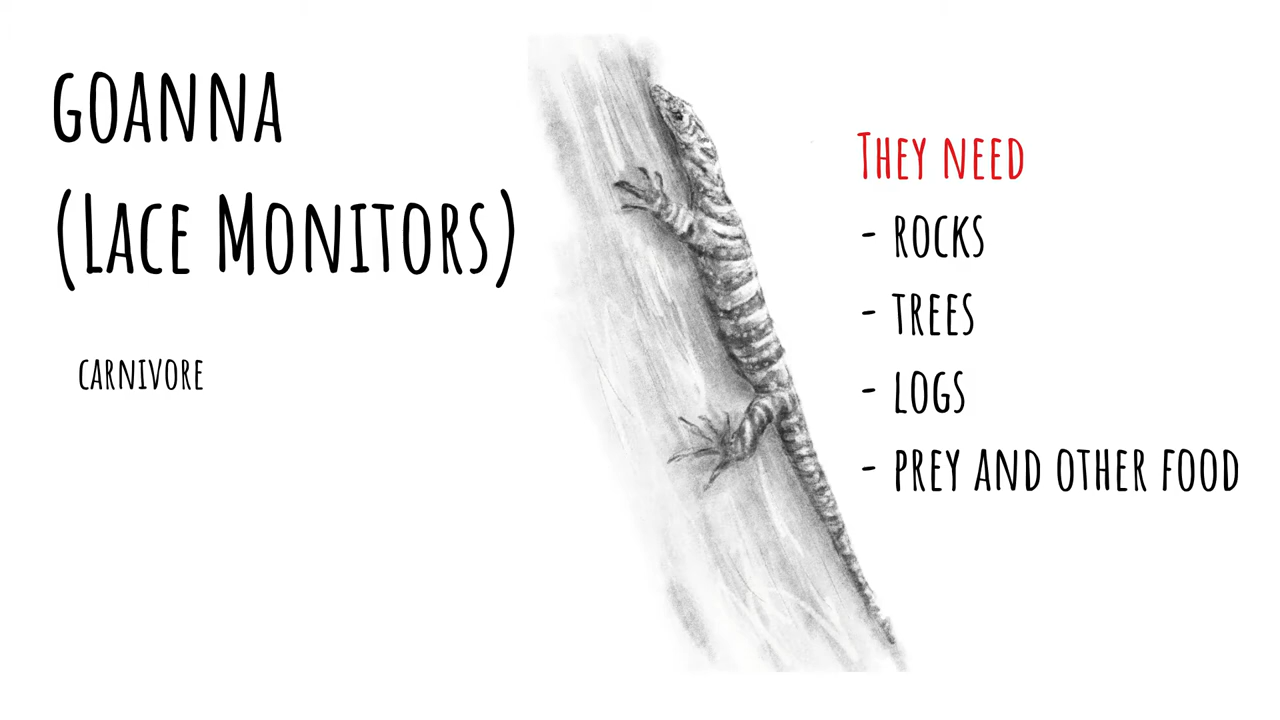 GOANNA
(LACE MONITORS)
CARNIVORE
THEY NEED
- ROCKS
- TREES
- LOGS
- PREY AND OTHER FOOD